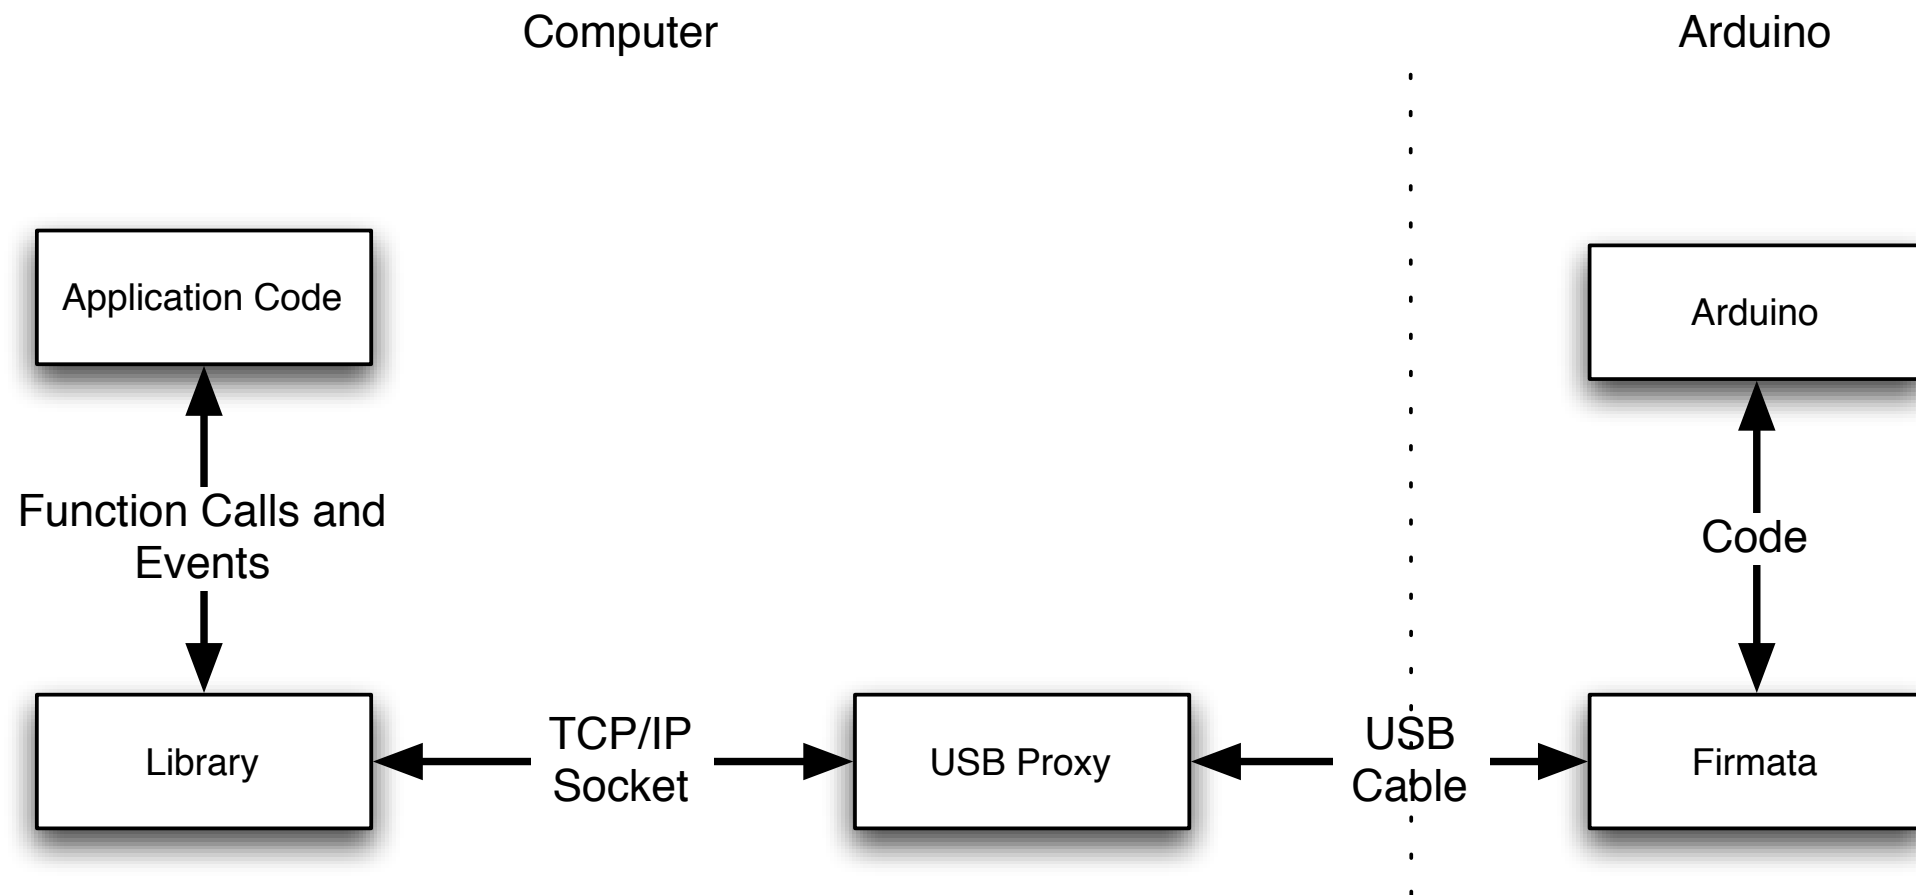 Computer
Arduino
Application Code
Arduino
Function Calls and
Events
Code
Library
TCP/IP
Socket
USB Proxy
USB
Cable
Firmata